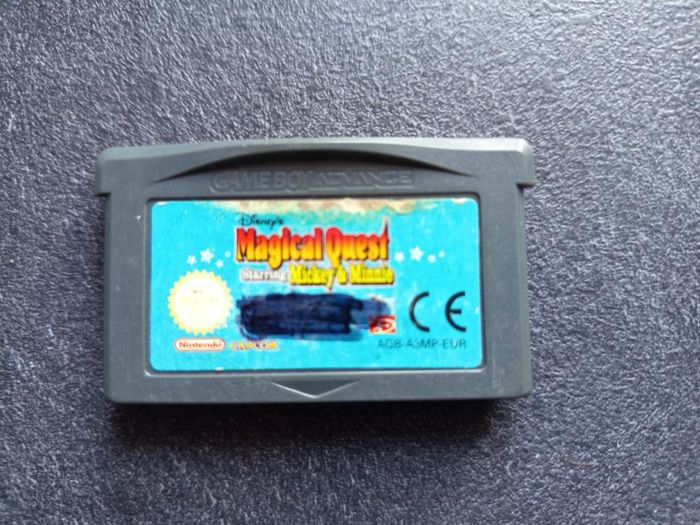 GAME BOY ADVANCE
Disney's
Magical Quest
Starring Mickey & Minnie
Nintendo
CAPCOM
CE
AGB-A3MP-EUR